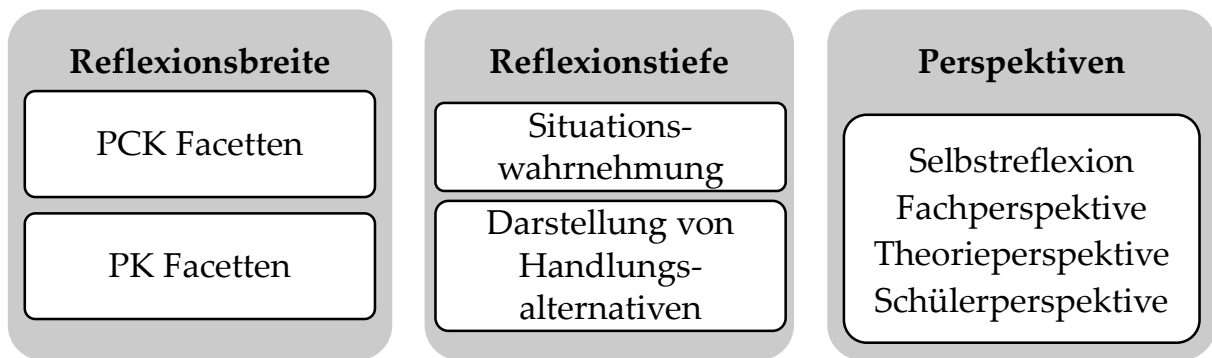 Reflexionsbreite
PCK Facetten
PK Facetten
Reflexionstiefe
Situations-
wahrnehmung
Darstellung von
Handlungs-
alternativen
Perspektiven
Selbstreflexion
Fachperspektive
Theorieperspektive
Schülerperspektive